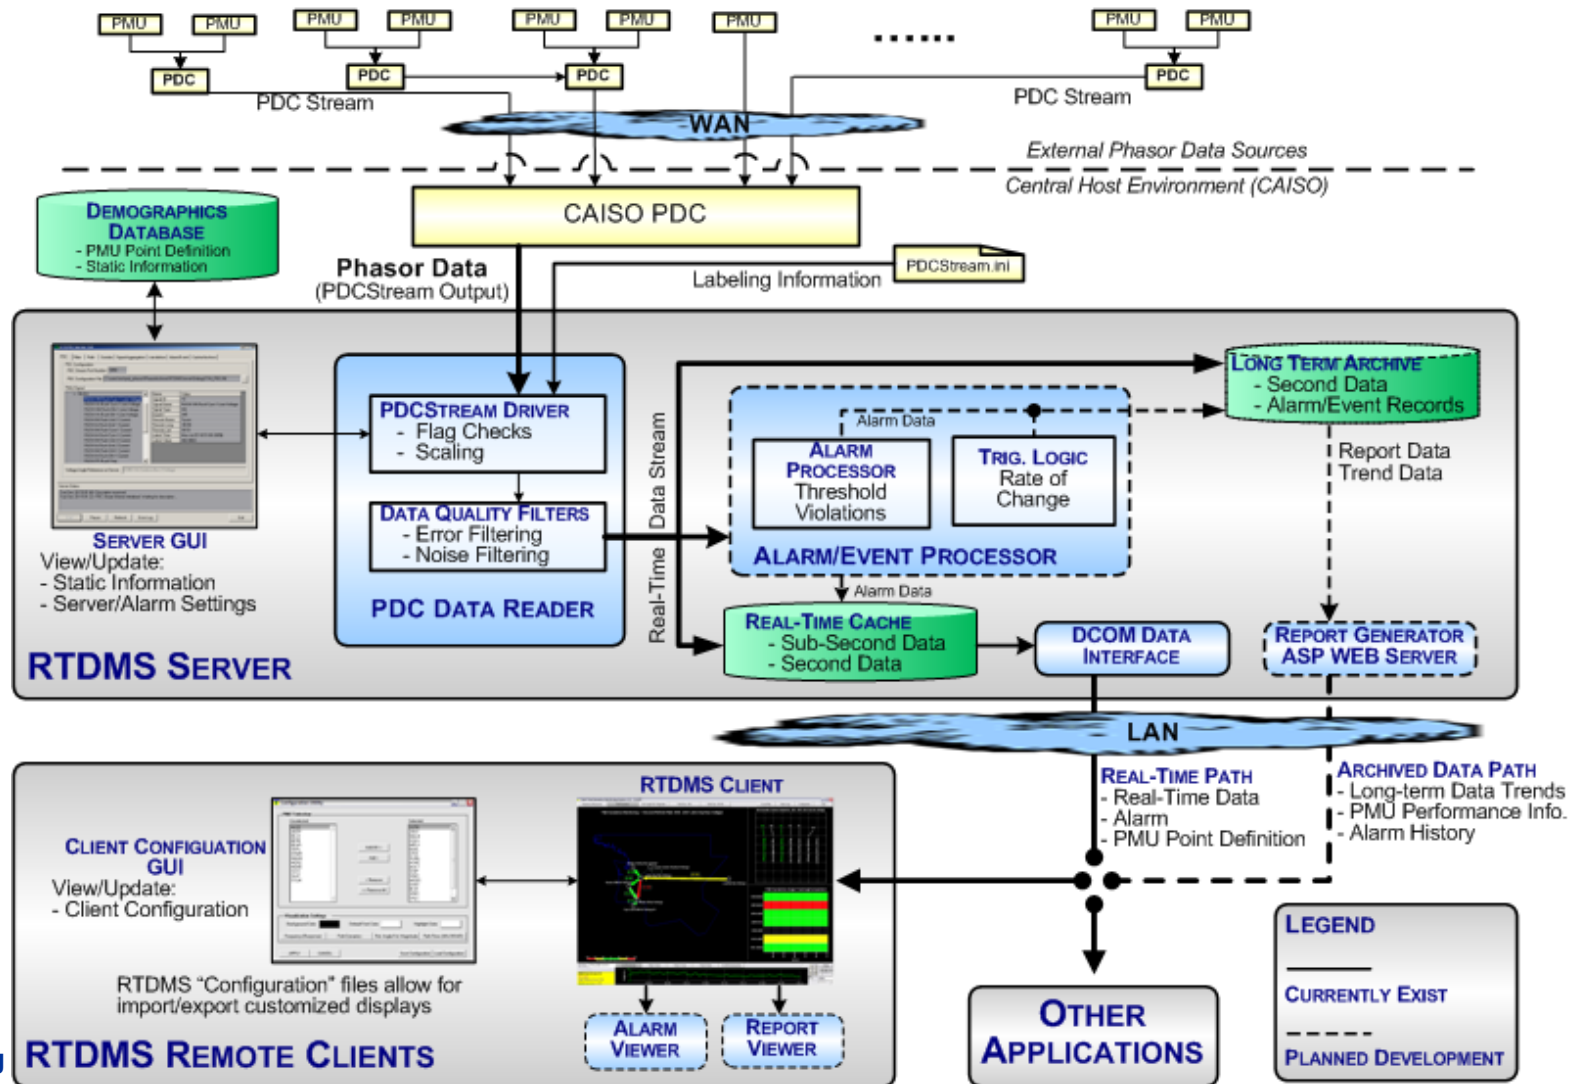 PMU PMU PMU PMU PMU PMU PMU PMU PMU
PDC PDC PDC PDC
PDC Stream
PDC Stream
WAN
External Phasor Data Sources
Central Host Environment (CAISO)
CAISO PDC
DEMOGRAPHICS
DATABASE
- PMU Point Definition
- Static Information
Phasor Data
(PDCStream Output)
Labeling Information
PDCStream.ini
PDCSTREAM DRIVER
- Flag Checks
- Scaling
DATA QUALITY FILTERS
- Error Filtering
- Noise Filtering
PDC DATA READER
SERVER GUI
View/Update:
- Static Information
- Server/Alarm Settings
RTDMS SERVER
Real-Time Data Stream
Alarm Data
ALARM
PROCESSOR
Threshold
Violations
TRIG. LOGIC
Rate of
Change
ALARM/EVENT PROCESSOR
Alarm Data
LONG TERM ARCHIVE
- Second Data
- Alarm/Event Records
Report Data
Trend Data
REAL-TIME CACHE
- Sub-Second Data
- Second Data
DCOM DATA
INTERFACE
REPORT GENERATOR
ASP WEB SERVER
LAN
REAL-TIME PATH
- Real-Time Data
- Alarm
- PMU Point Definition
ARCHIVED DATA PATH
- Long-term Data Trends
- PMU Performance Info.
- Alarm History
RTDMS CLIENT
CLIENT CONFIGUATION
GUI
View/Update:
- Client Configuration
RTDMS "Configuration" files allow for
import/export customized displays
ALARM
VIEWER
REPORT
VIEWER
RTDMS REMOTE CLIENTS
OTHER
APPLICATIONS
LEGEND
CURRENTLY EXIST
PLANNED DEVELOPMENT